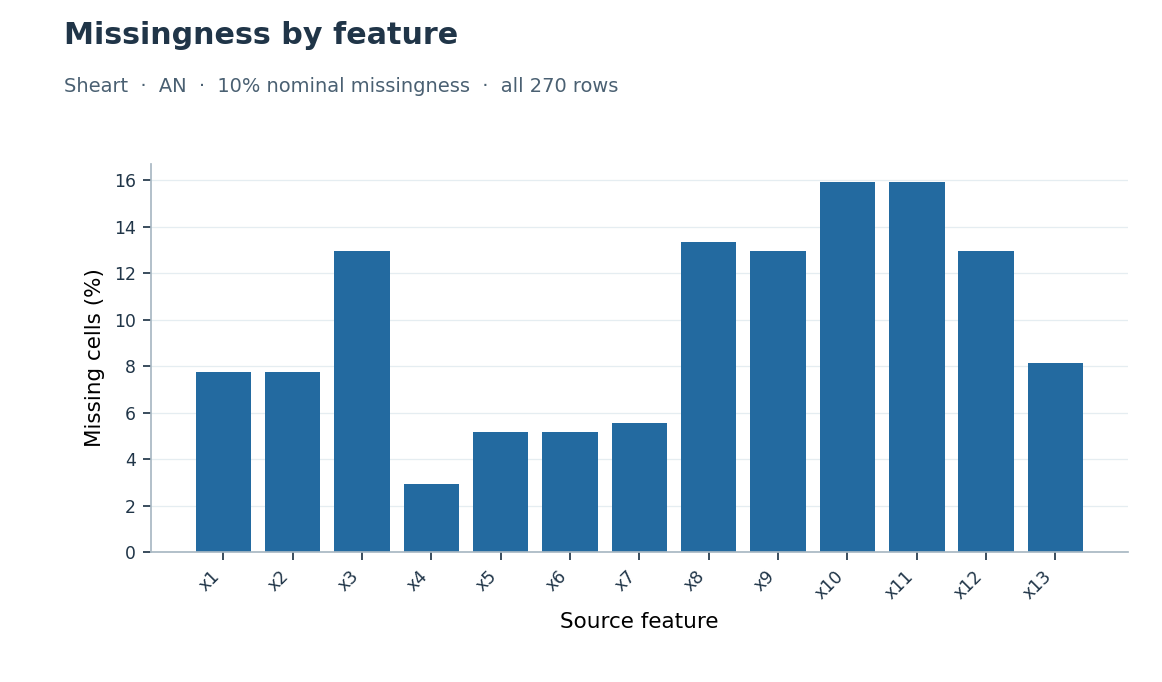 Missingness by feature
Sheart · AN · 10% nominal missingness · all 270 rows
16
14
12
10
8
6
4
2
0
Missing cells (%)
x1 x2 x3 x4 x5 x6 x7 x8 x9 x10 x11 x12 x13
Source feature